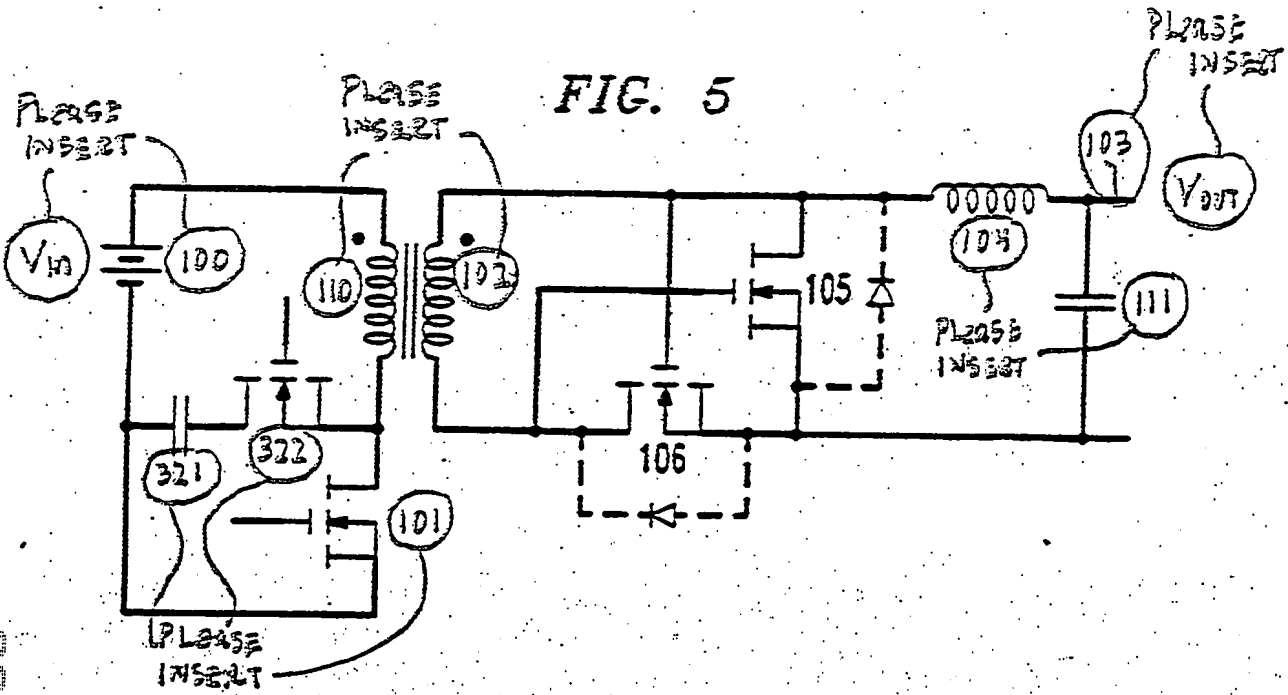 FIG. 5
PLEASE
INSERT
Vin
100
PLEASE
INSERT
110
102
PLEASE
INSERT
103
VOUT
104
PLEASE
INSERT
111
105
106
321
322
101
PLEASE
INSERT